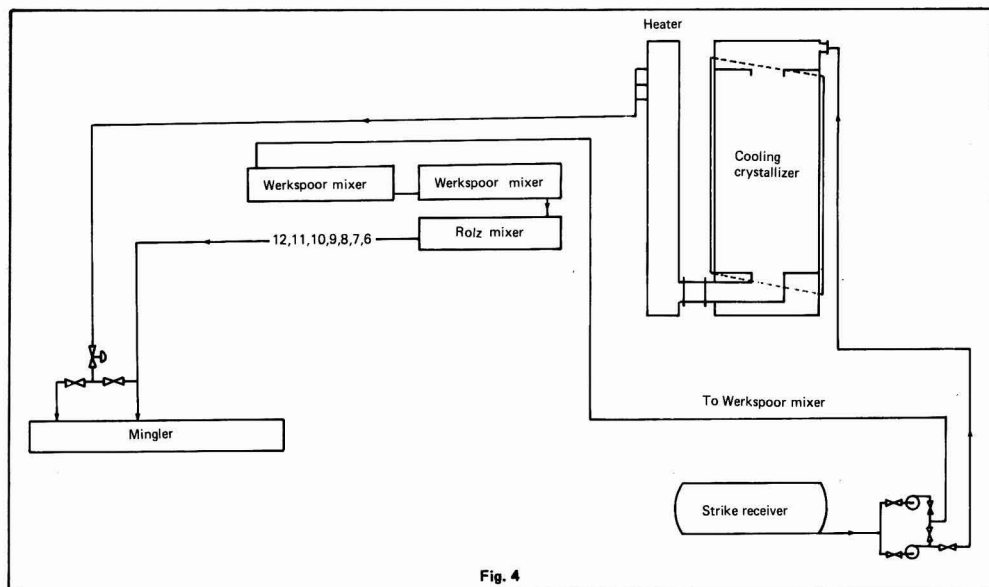 Heater
Cooling
crystallizer
Werkspoor mixer
Werkspoor mixer
Rolz mixer
12,11,10,9,8,7,6
To Werkspoor mixer
Mingler
Strike receiver
Fig. 4